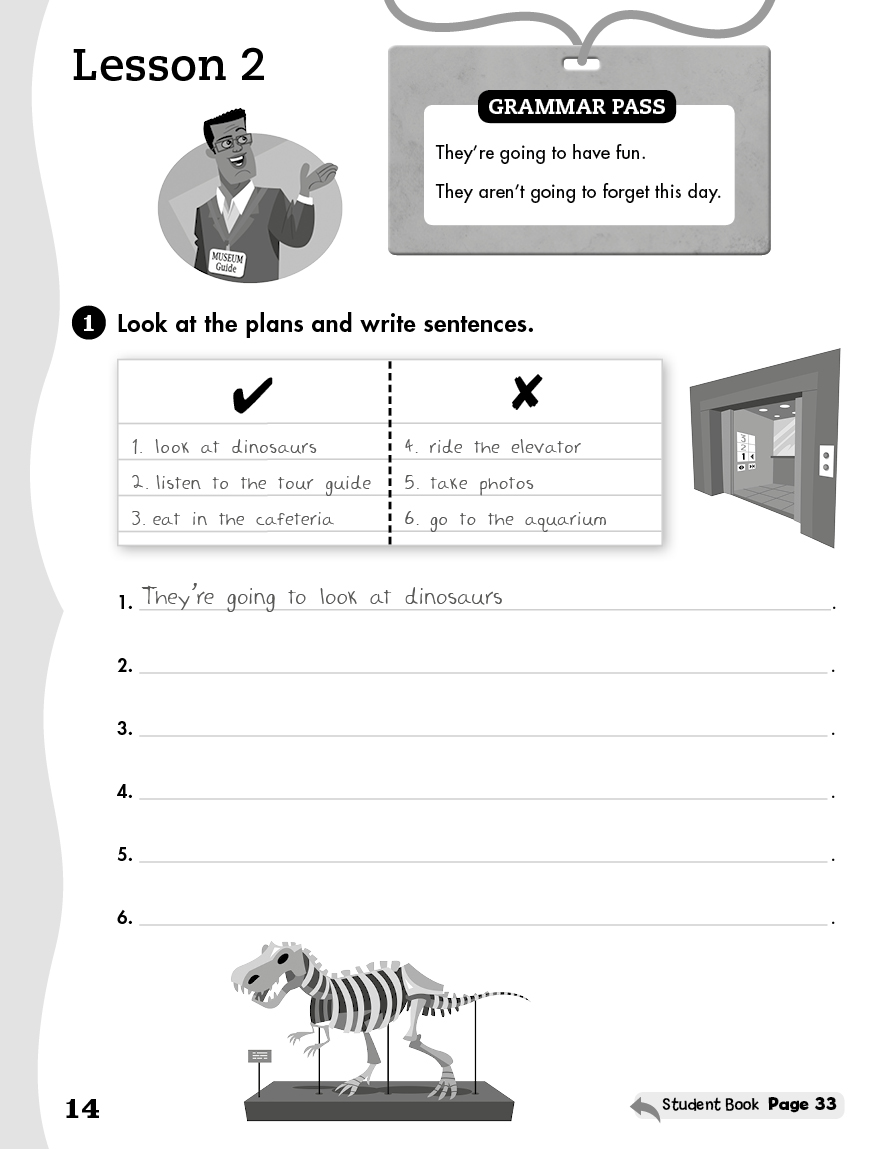 Lesson 2
GRAMMAR PASS
They're going to have fun.
They aren't going to forget this day.
MUSEUM
Guide
1 Look at the plans and write sentences.
✔ ✘
1. look at dinosaurs
2. listen to the tour guide
3. eat in the cafeteria
4. ride the elevator
5. take photos
6. go to the aquarium
3
2
1
1. They're going to look at dinosaurs.
2. .
3. .
4. .
5. .
6. .
14
Student Book Page 33